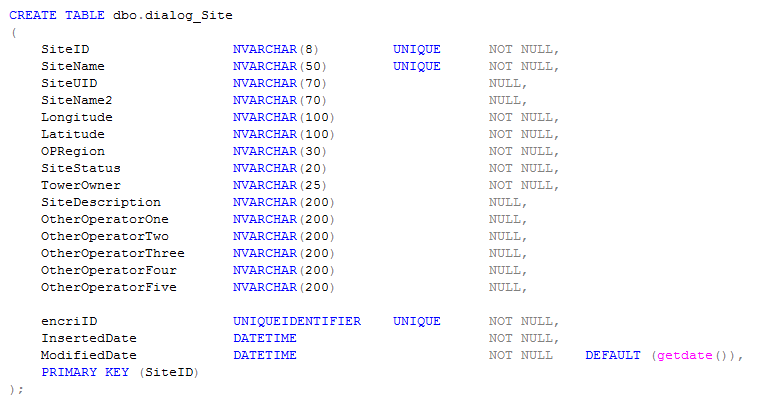 CREATE TABLE dbo.dialog_Site
(
SiteID NVARCHAR(8) UNIQUE NOT NULL,
SiteName NVARCHAR(50) UNIQUE NOT NULL,
SiteUID NVARCHAR(70) NULL,
SiteName2 NVARCHAR(70) NULL,
Longitude NVARCHAR(100) NOT NULL,
Latitude NVARCHAR(100) NOT NULL,
OPRegion NVARCHAR(30) NOT NULL,
SiteStatus NVARCHAR(20) NOT NULL,
TowerOwner NVARCHAR(25) NOT NULL,
SiteDescription NVARCHAR(200) NULL,
OtherOperatorOne NVARCHAR(200) NULL,
OtherOperatorTwo NVARCHAR(200) NULL,
OtherOperatorThree NVARCHAR(200) NULL,
OtherOperatorFour NVARCHAR(200) NULL,
OtherOperatorFive NVARCHAR(200) NULL,
encriID UNIQUEIDENTIFIER UNIQUE NOT NULL,
InsertedDate DATETIME NOT NULL,
ModifiedDate DATETIME NOT NULL DEFAULT (getdate()),
PRIMARY KEY (SiteID)
);